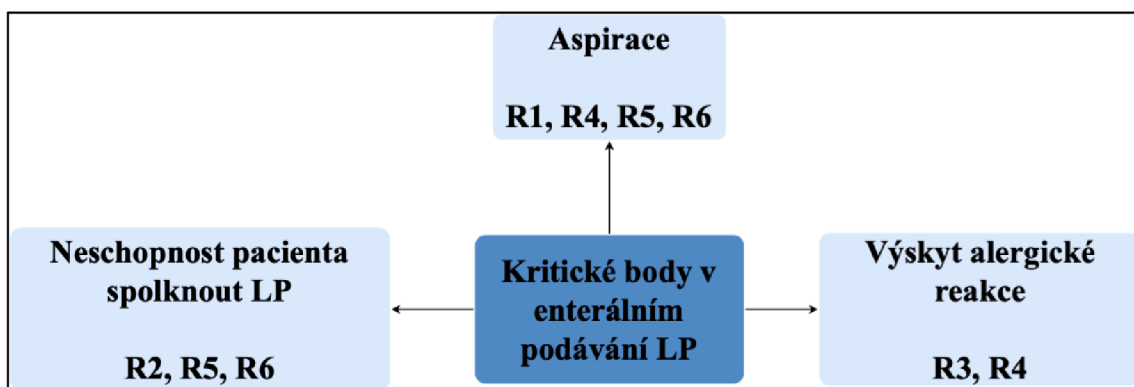 Aspirace
R1, R4, R5, R6
Neschopnost pacienta
spolknout LP
R2, R5, R6
Kritické body v
enterálním
podávání LP
Výskyt alergické
reakce
R3, R4